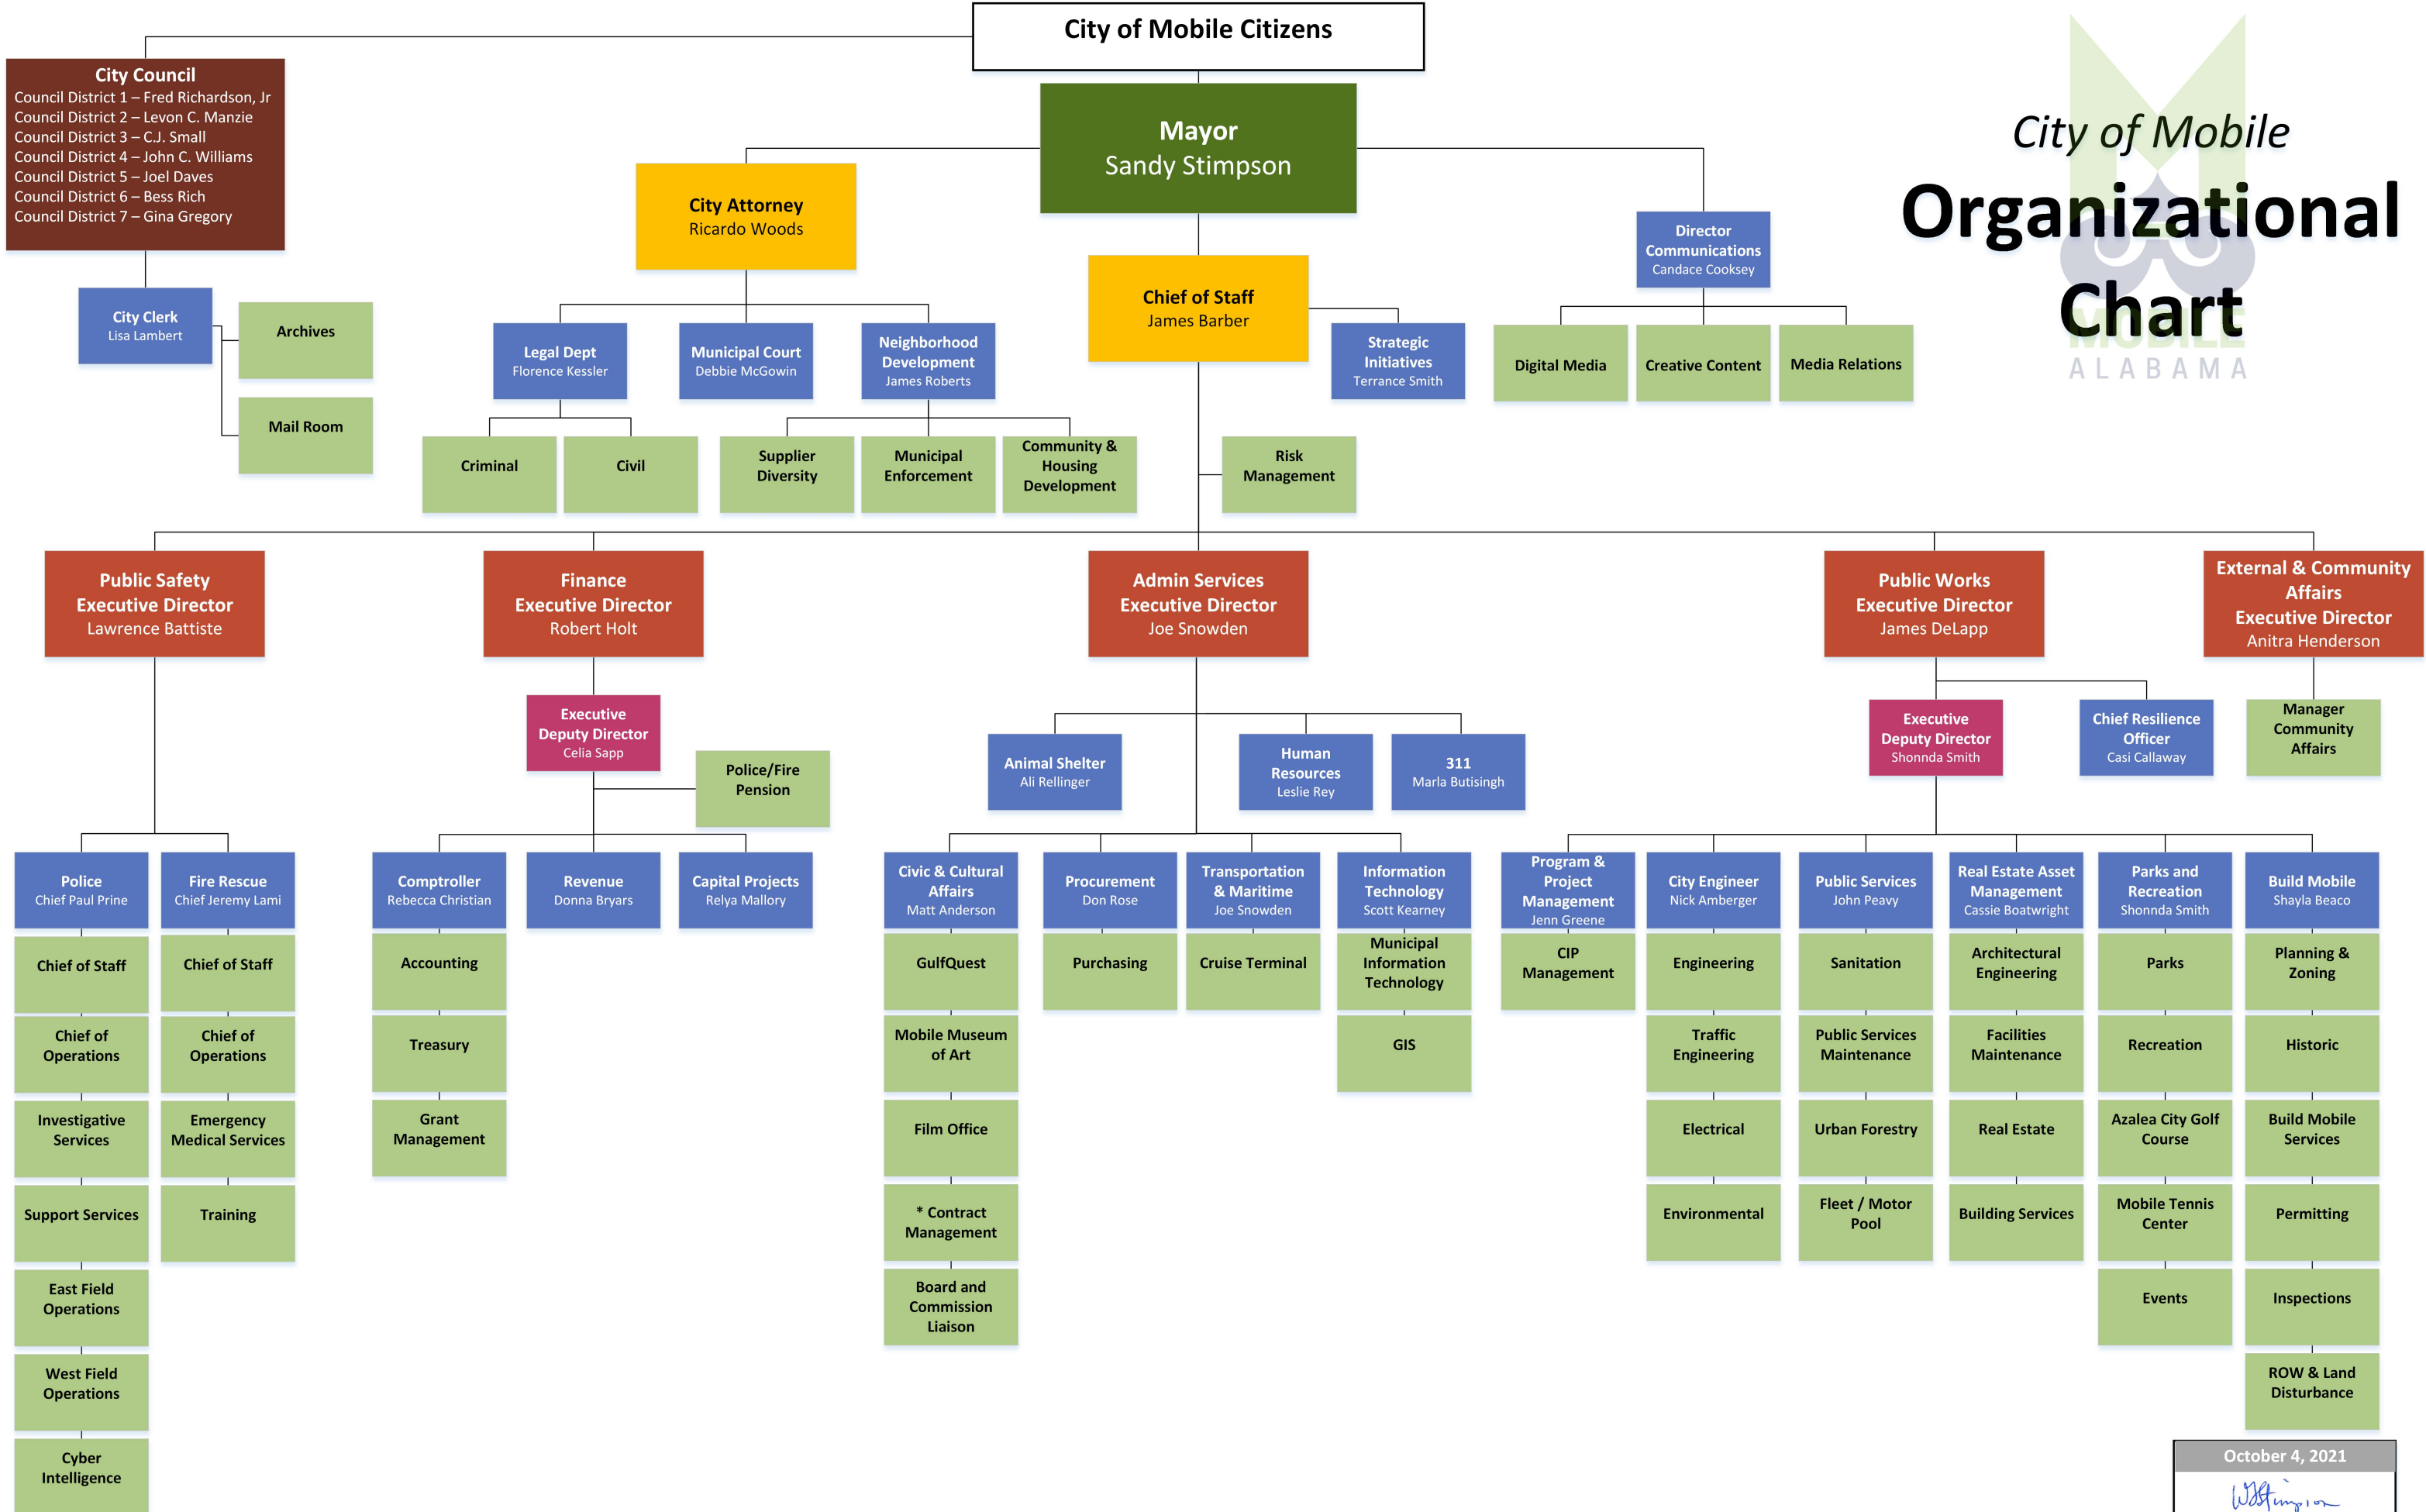 City of Mobile Citizens
City Council
Council District 1 – Fred Richardson, Jr
Council District 2 – Levon C. Manzie
Council District 3 – C.J. Small
Council District 4 – John C. Williams
Council District 5 – Joel Daves
Council District 6 – Bess Rich
Council District 7 – Gina Gregory
Mayor
Sandy Stimpson
City of Mobile
Organizational
Chart
MOBILE
ALABAMA
City Attorney
Ricardo Woods
Director
Communications
Candace Cooksey
Chief of Staff
James Barber
City Clerk
Lisa Lambert
Archives
Mail Room
Legal Dept
Florence Kessler
Municipal Court
Debbie McGowin
Neighborhood
Development
James Roberts
Strategic
Initiatives
Terrance Smith
Digital Media
Creative Content
Media Relations
Criminal
Civil
Supplier
Diversity
Municipal
Enforcement
Community &
Housing
Development
Risk
Management
Public Safety
Executive Director
Lawrence Battiste
Finance
Executive Director
Robert Holt
Admin Services
Executive Director
Joe Snowden
Public Works
Executive Director
James DeLapp
External & Community
Affairs
Executive Director
Anitra Henderson
Executive
Deputy Director
Celia Sapp
Police/Fire
Pension
Animal Shelter
Ali Rellinger
Human
Resources
Leslie Rey
311
Marla Butisingh
Executive
Deputy Director
Shonnda Smith
Chief Resilience
Officer
Casi Callaway
Manager
Community
Affairs
Police
Chief Paul Prine
Chief of Staff
Chief of
Operations
Investigative
Services
Support Services
East Field
Operations
West Field
Operations
Cyber
Intelligence
Fire Rescue
Chief Jeremy Lami
Chief of Staff
Chief of
Operations
Emergency
Medical Services
Training
Comptroller
Rebecca Christian
Accounting
Treasury
Grant
Management
Revenue
Donna Bryars
Capital Projects
Relya Mallory
Civic & Cultural
Affairs
Matt Anderson
GulfQuest
Mobile Museum
of Art
Film Office
* Contract
Management
Board and
Commission
Liaison
Procurement
Don Rose
Purchasing
Transportation
& Maritime
Joe Snowden
Cruise Terminal
Information
Technology
Scott Kearney
Municipal
Information
Technology
GIS
Program &
Project
Management
Jenn Greene
CIP
Management
City Engineer
Nick Amberger
Engineering
Traffic
Engineering
Electrical
Environmental
Public Services
John Peavy
Sanitation
Public Services
Maintenance
Urban Forestry
Fleet / Motor
Pool
Real Estate Asset
Management
Cassie Boatwright
Architectural
Engineering
Facilities
Maintenance
Real Estate
Building Services
Parks and
Recreation
Shonnda Smith
Parks
Recreation
Azalea City Golf
Course
Mobile Tennis
Center
Events
Build Mobile
Shayla Beaco
Planning &
Zoning
Historic
Build Mobile
Services
Permitting
Inspections
ROW & Land
Disturbance
October 4, 2021